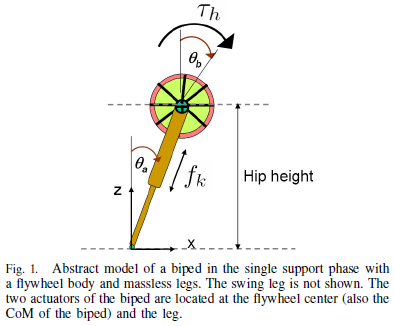 τh
θb
θa
fk
Hip height
z
x
Fig. 1. Abstract model of a biped in the single support phase with
a flywheel body and massless legs. The swing leg is not shown. The
two actuators of the biped are located at the flywheel center (also the
CoM of the biped) and the leg.